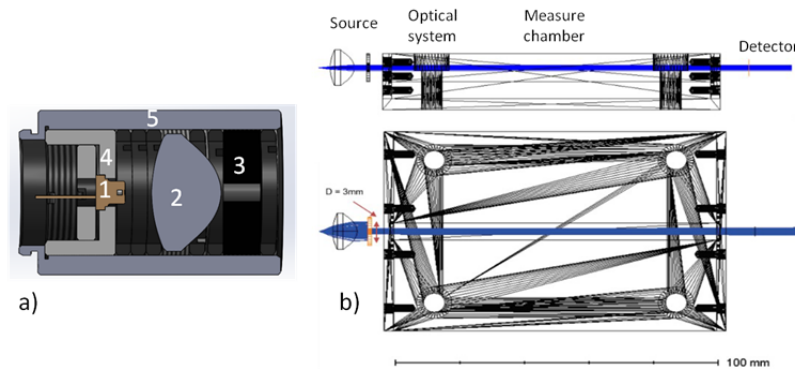 5
4
1
2
3
a)
Source
Optical
system
Measure
chamber
Detector
D = 3mm
b)
100 mm